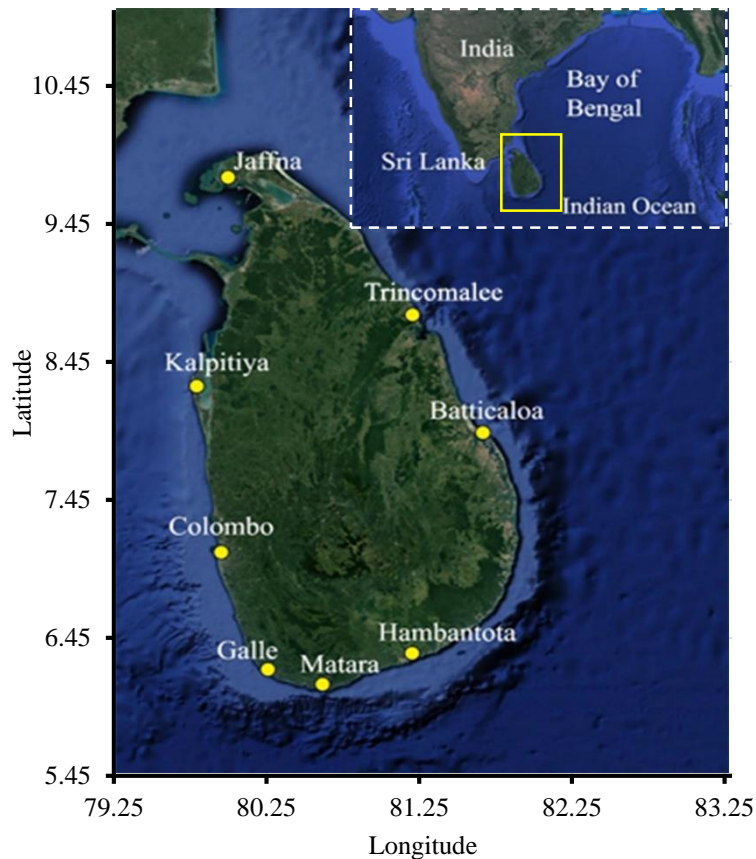 India
Bay of
Bengal
Sri Lanka
Indian Ocean
10.45
Jaffna
9.45
Trincomalee
8.45
Kalpitiya
Batticaloa
Latitude
7.45
Colombo
6.45
Hambantota
Galle
Matara
5.45
79.25 80.25 81.25 82.25 83.25
Longitude